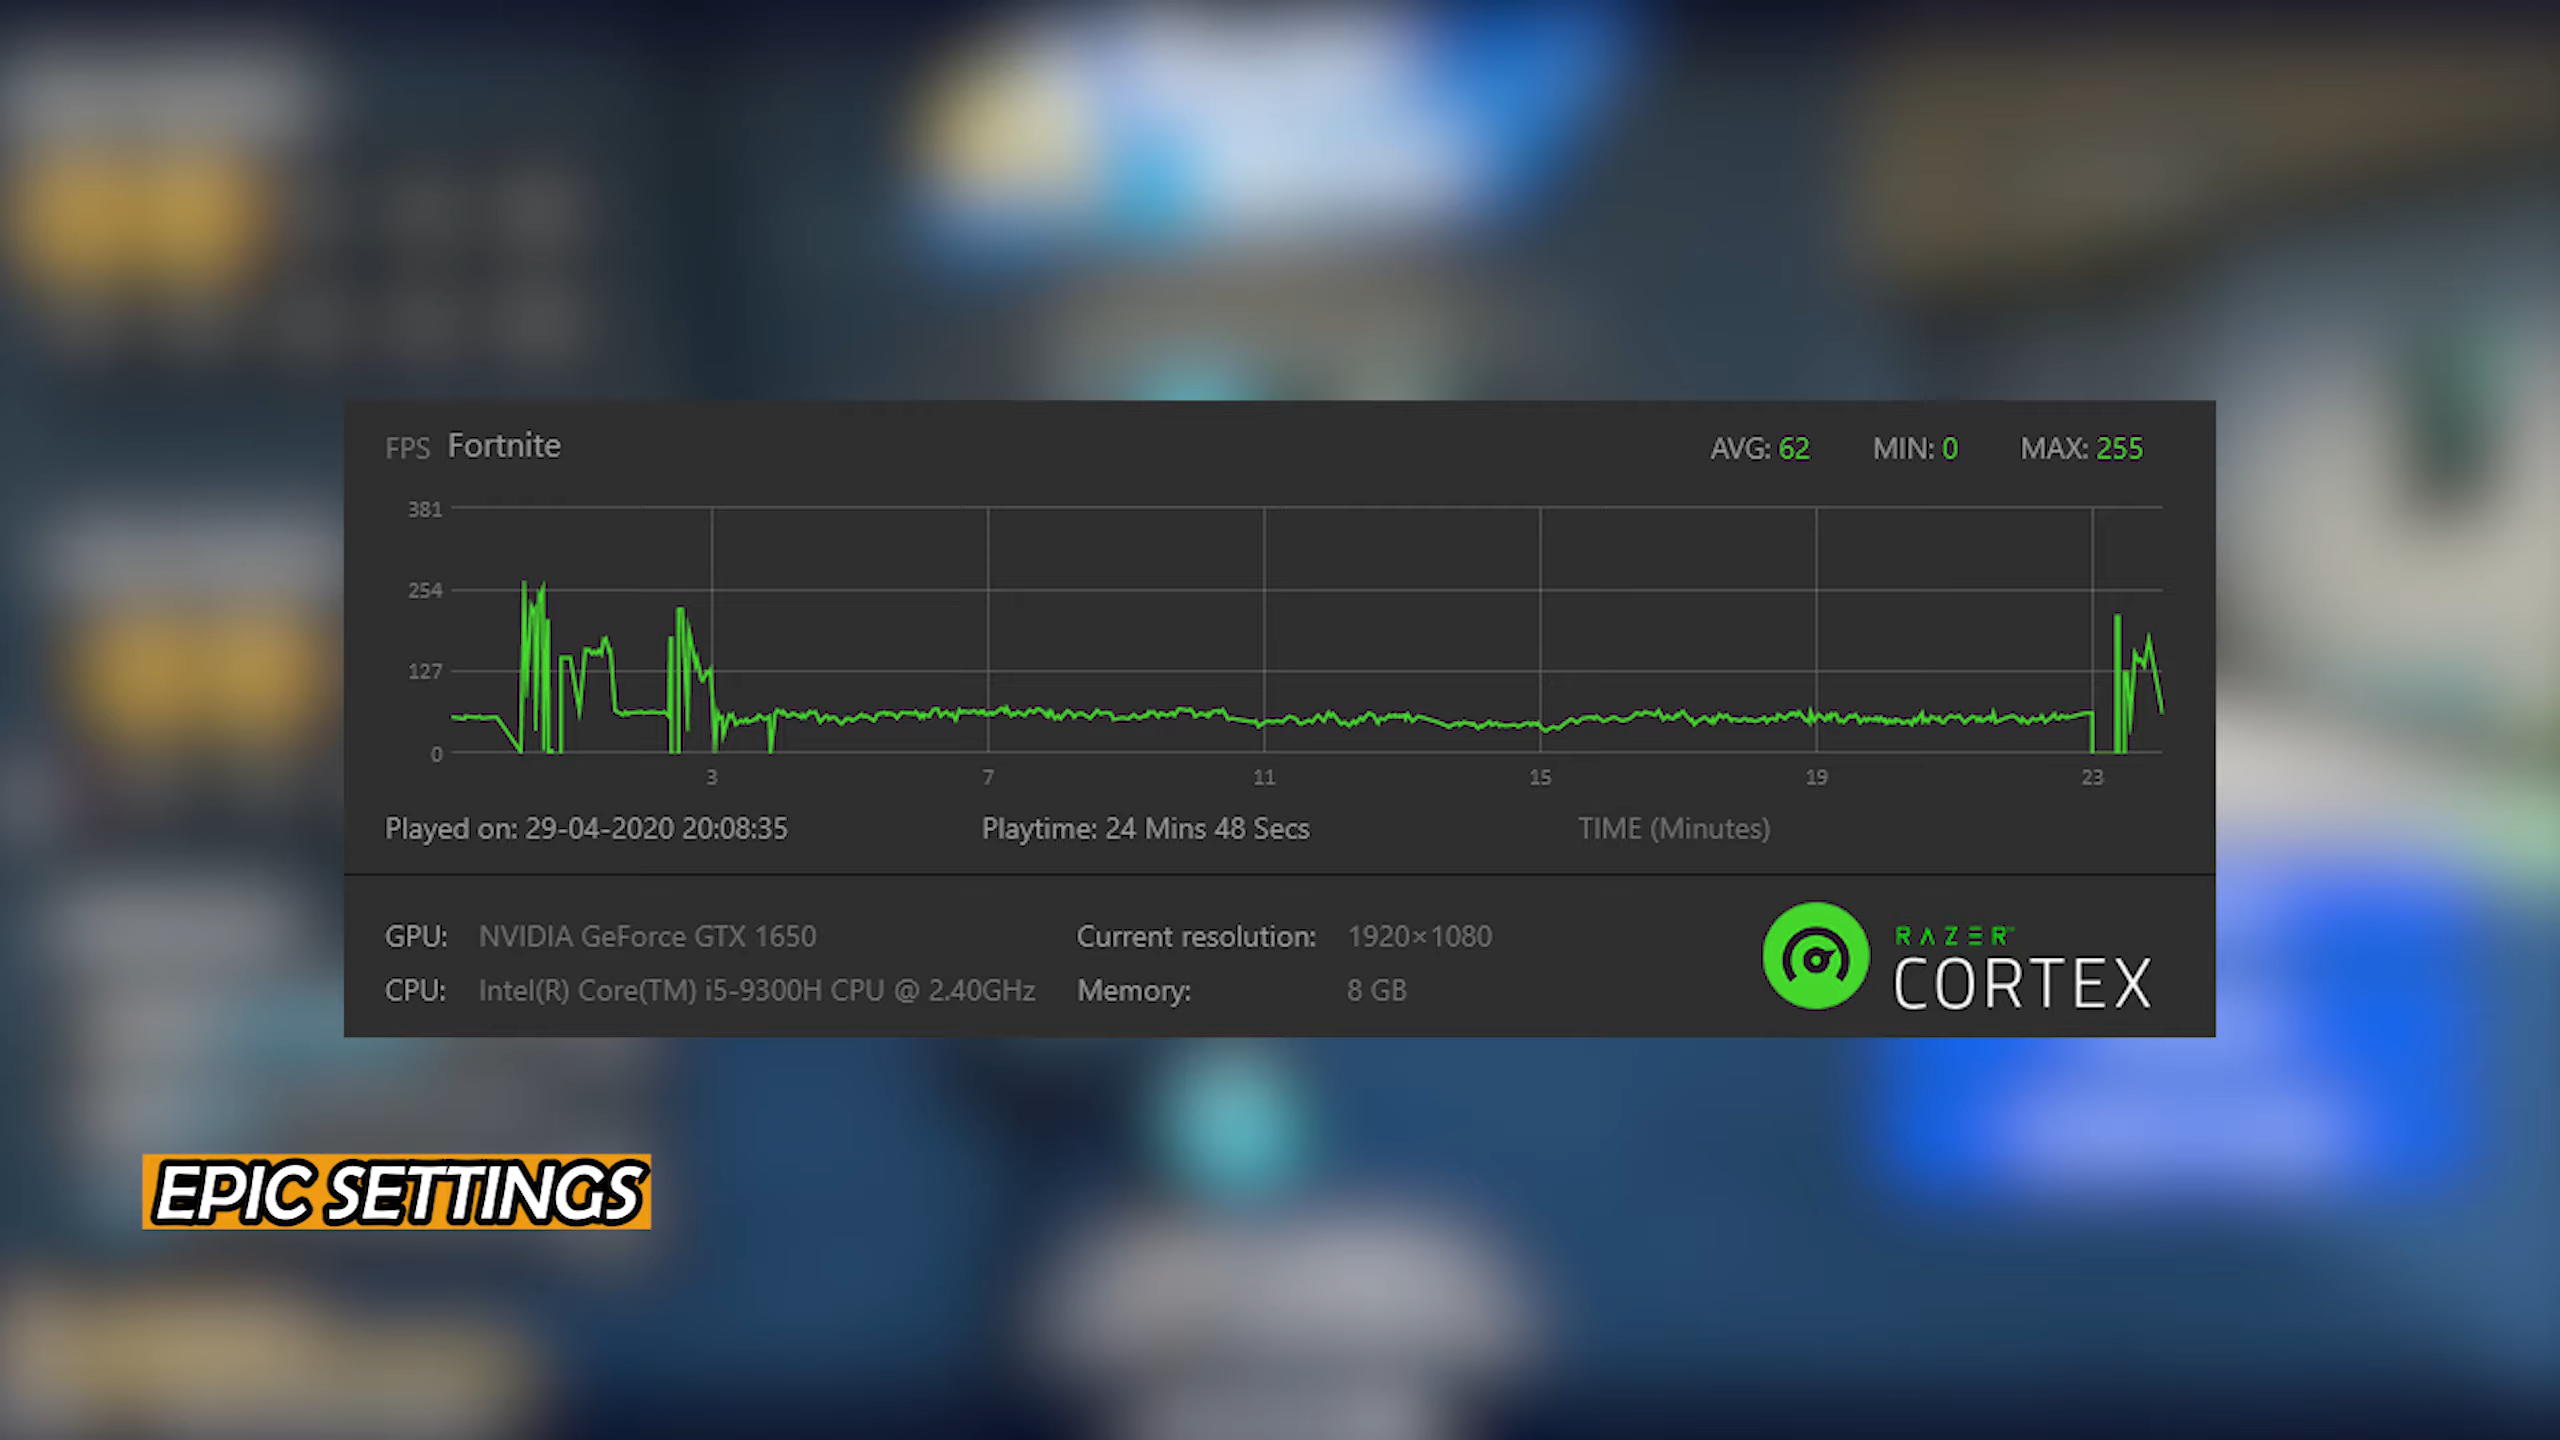 FPS Fortnite AVG: 62 MIN: 0 MAX: 255
381
254
127
0
3 7 11 15 19 23
Played on: 29-04-2020 20:08:35 Playtime: 24 Mins 48 Secs TIME (Minutes)
GPU: NVIDIA GeForce GTX 1650 Current resolution: 1920×1080
CPU: Intel(R) Core(TM) i5-9300H CPU @ 2.40GHz Memory: 8 GB
RAZER™
CORTEX
EPIC SETTINGS